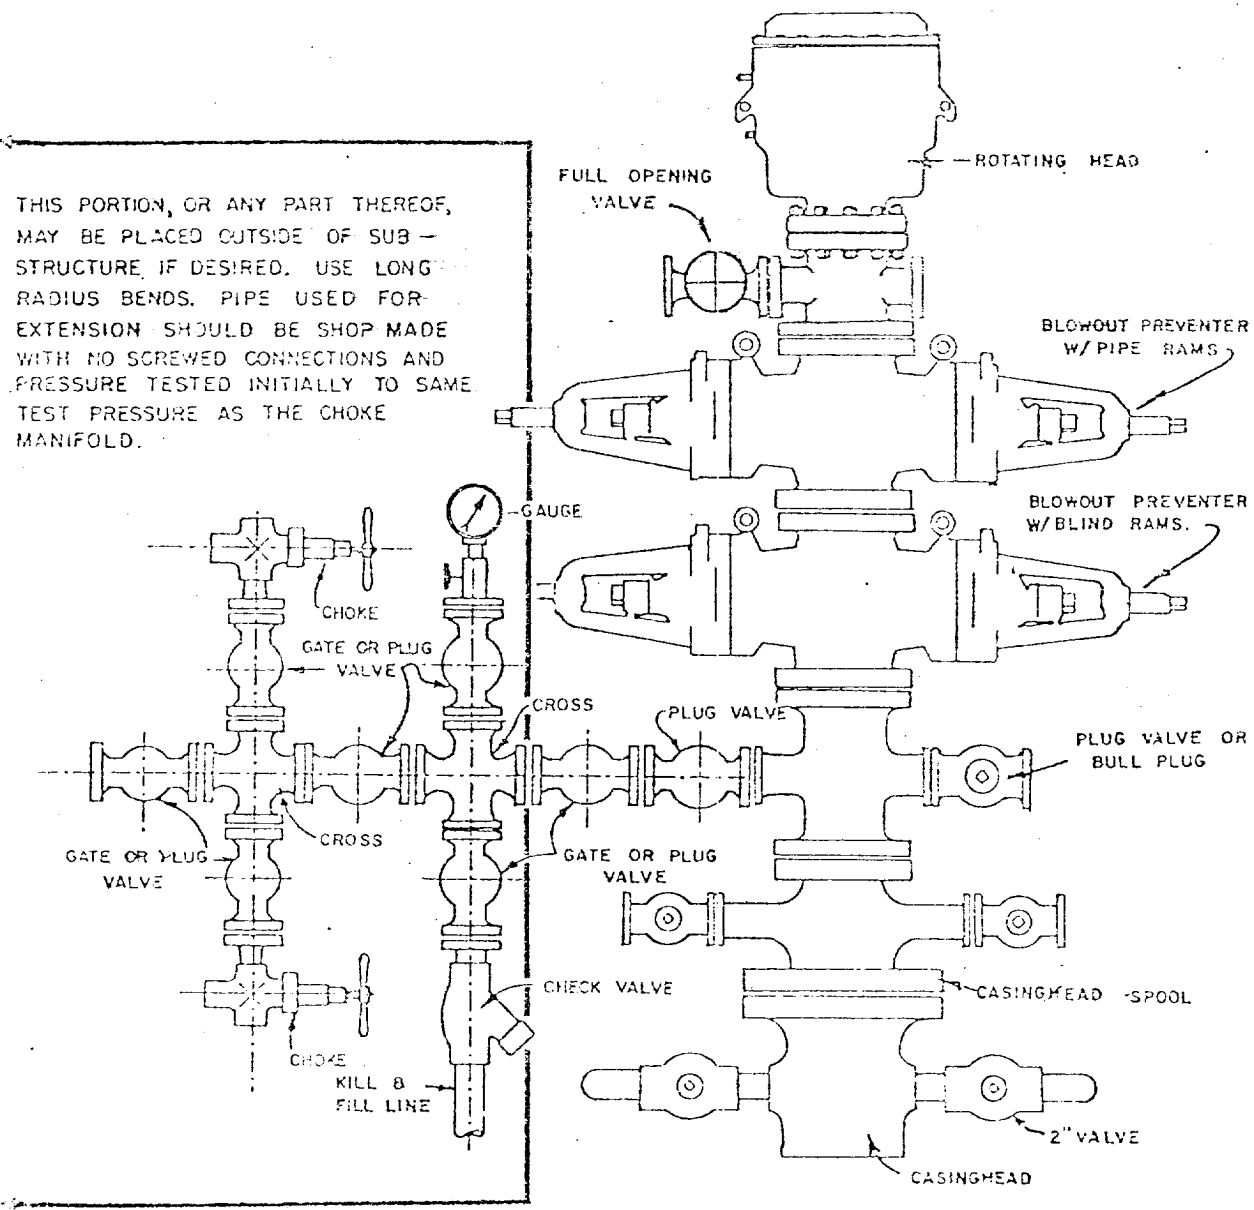 ROTATING HEAD
FULL OPENING
VALVE
THIS PORTION, OR ANY PART THEREOF,
MAY BE PLACED OUTSIDE OF SUB-
STRUCTURE IF DESIRED. USE LONG
RADIUS BENDS. PIPE USED FOR
EXTENSION SHOULD BE SHOP MADE
WITH NO SCREWED CONNECTIONS AND
PRESSURE TESTED INITIALLY TO SAME
TEST PRESSURE AS THE CHOKE
MANIFOLD.
BLOWOUT PREVENTER
W/ PIPE RAMS
GAUGE
BLOWOUT PREVENTER
W/BLIND RAMS.
CHOKE
GATE OR PLUG
VALVE
CROSS
PLUG VALVE
PLUG VALVE OR
BULL PLUG
CROSS
GATE OR PLUG
VALVE
GATE OR PLUG
VALVE
CHECK VALVE
CASINGHEAD SPOOL
CHOKE
KILL &
FILL LINE
2" VALVE
CASINGHEAD